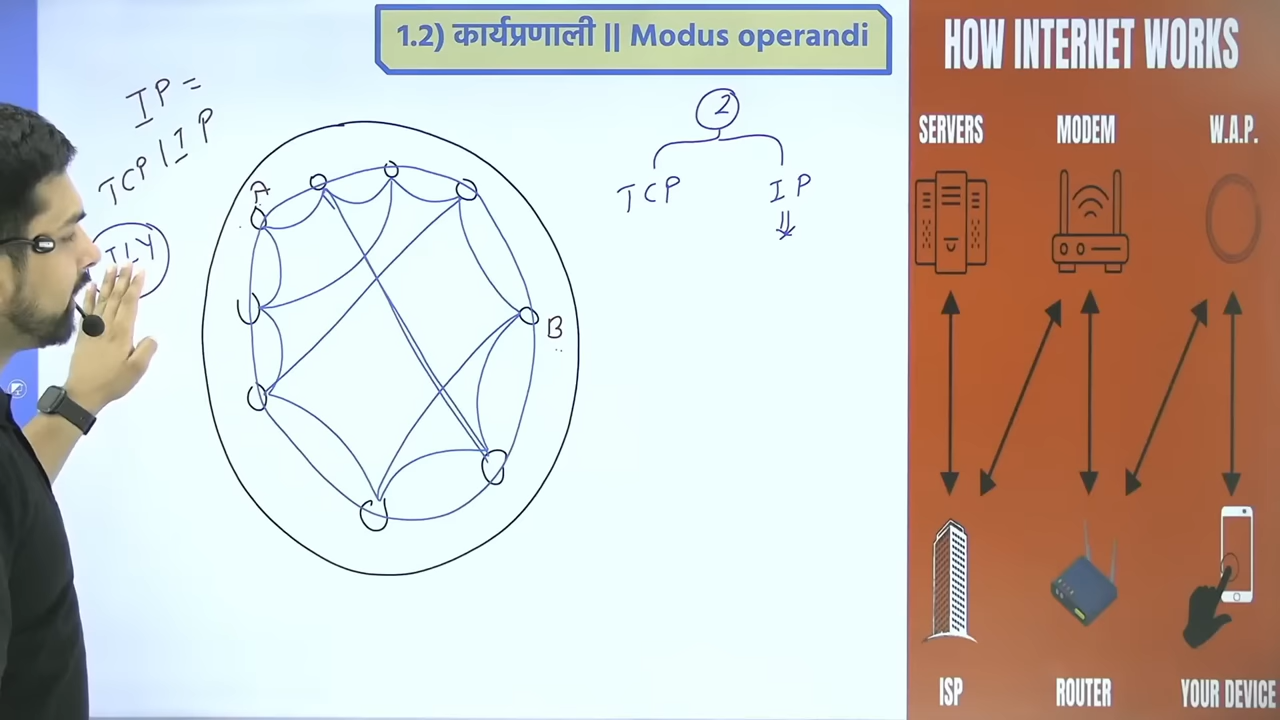 1.2) कार्यप्रणाली || Modus operandi
IP =
TCP / IP
A
B
2
TCP
IP
HOW INTERNET WORKS
SERVERS
MODEM
W.A.P.
ISP
ROUTER
YOUR DEVICE